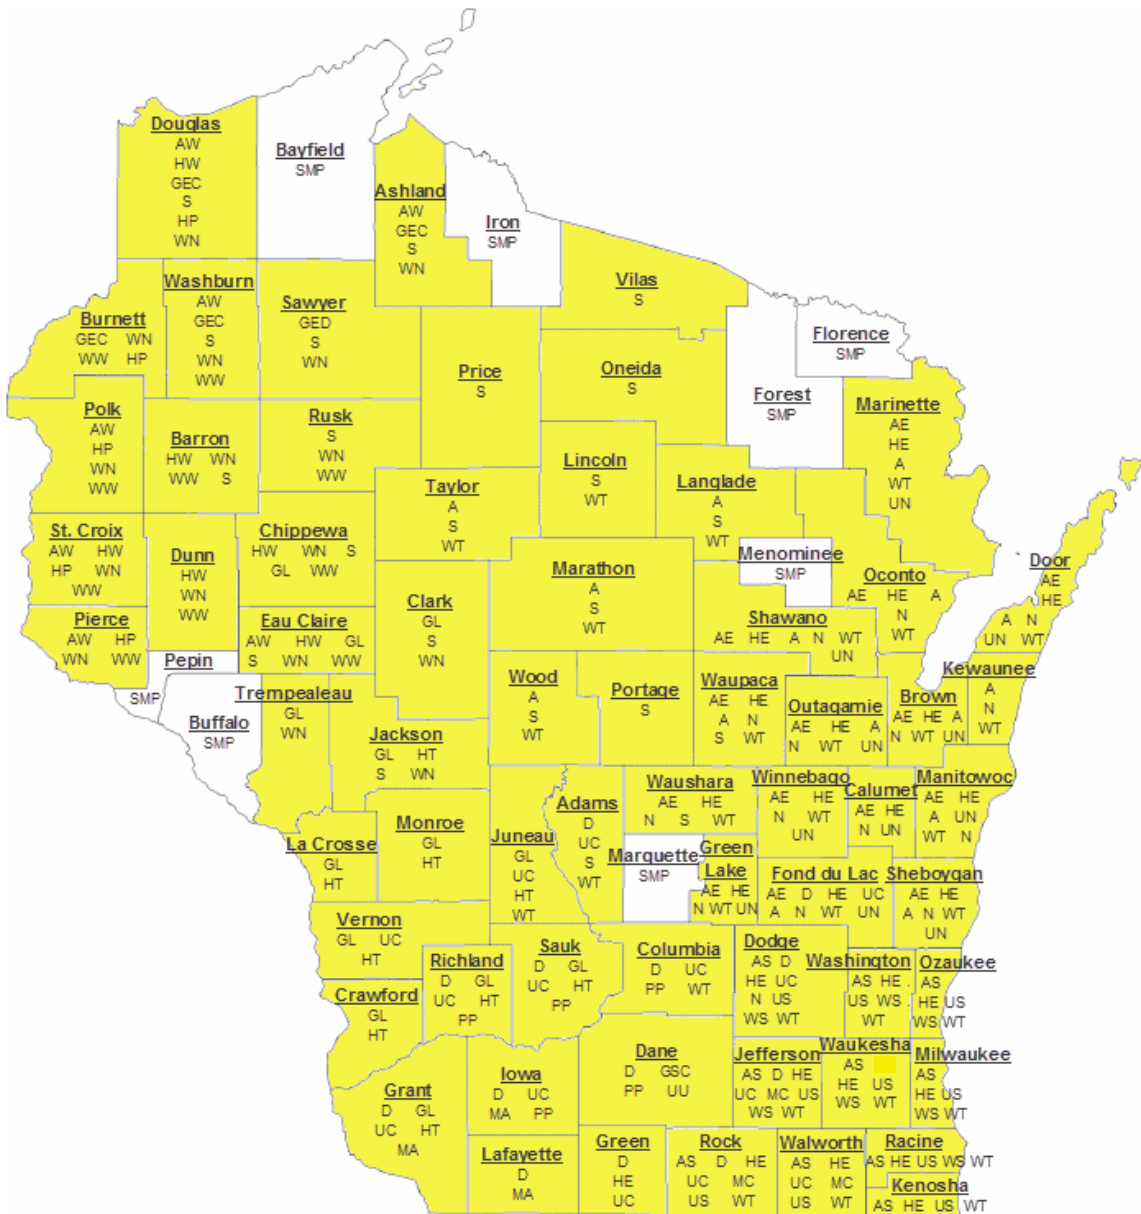 Douglas
AW
HW
GEC
S
HP
WN
Bayfield
SMP
Ashland
AW
GEC
S
WN
Iron
SMP
Vilas
S
Washburn
AW
GEC
S
WN
WW
Sawyer
GED
S
WN
Burnett
GEC WN
WW HP
Florence
SMP
Price
S
Oneida
S
Forest
SMP
Marinette
AE
HE
A
WT
UN
Polk
AW
HP
WN
WW
Barron
HW WN
WW S
Rusk
S
WN
WW
Lincoln
S
WT
Langlade
A
S
WT
Taylor
A
S
WT
St. Croix
AW HW
HP WN
WW
Dunn
HW
WN
WW
Chippewa
HW WN S
GL WW
Menominee
SMP
Door
AE
HE
A N
UN WT
Marathon
A
S
WT
Oconto
AE HE A
N
WT
Clark
GL
S
WN
Pierce
AW HP
WN WW
Eau Claire
AW HW GL
S WN WW
Shawano
AE HE A N WT
UN
Pepin
SMP
Wood
A
S
WT
Portage
S
Waupaca
AE HE
A N
S WT
Kewaunee
A
N
WT
Trempealeau
GL
WN
Buffalo
SMP
Outagamie
AE HE A
N WT UN
Brown
AE HE A
N WT UN
Jackson
GL HT
S WN
Waushara
AE HE
N S WT
Winnebago
AE HE
N WT
UN
Calumet
AE HE
N UN
Manitowoc
AE HE
A UN
WT N
Adams
D
UC
S
WT
Monroe
GL
HT
Juneau
GL
UC
HT
WT
La Crosse
GL
HT
Marquette
SMP
Green
Lake
AE HE
N WT UN
Fond du Lac
AE D HE UC
A N WT UN
Sheboygan
AE HE
A N WT
UN
Vernon
GL UC
HT
Richland
D GL
UC HT
PP
Sauk
D GL
UC HT
PP
Columbia
D UC
PP WT
Dodge
AS D
HE UC
N US
WS WT
Washington
AS HE .
US WS .
WT
Ozaukee
AS
HE US
WS WT
Crawford
GL
HT
Dane
D GSC
PP UU
Jefferson
AS D HE
UC MC US
WS WT
Waukesha
AS
HE US
WS WT
Milwaukee
AS
HE US
WS WT
Iowa
D UC
MA PP
Grant
D GL
UC HT
MA
Lafayette
D
MA
Green
D
HE
UC
Rock
AS D HE
UC MC
US WT
Walworth
AS HE
UC MC
US WT
Racine
AS HE US WS WT
Kenosha
AS HE US WT